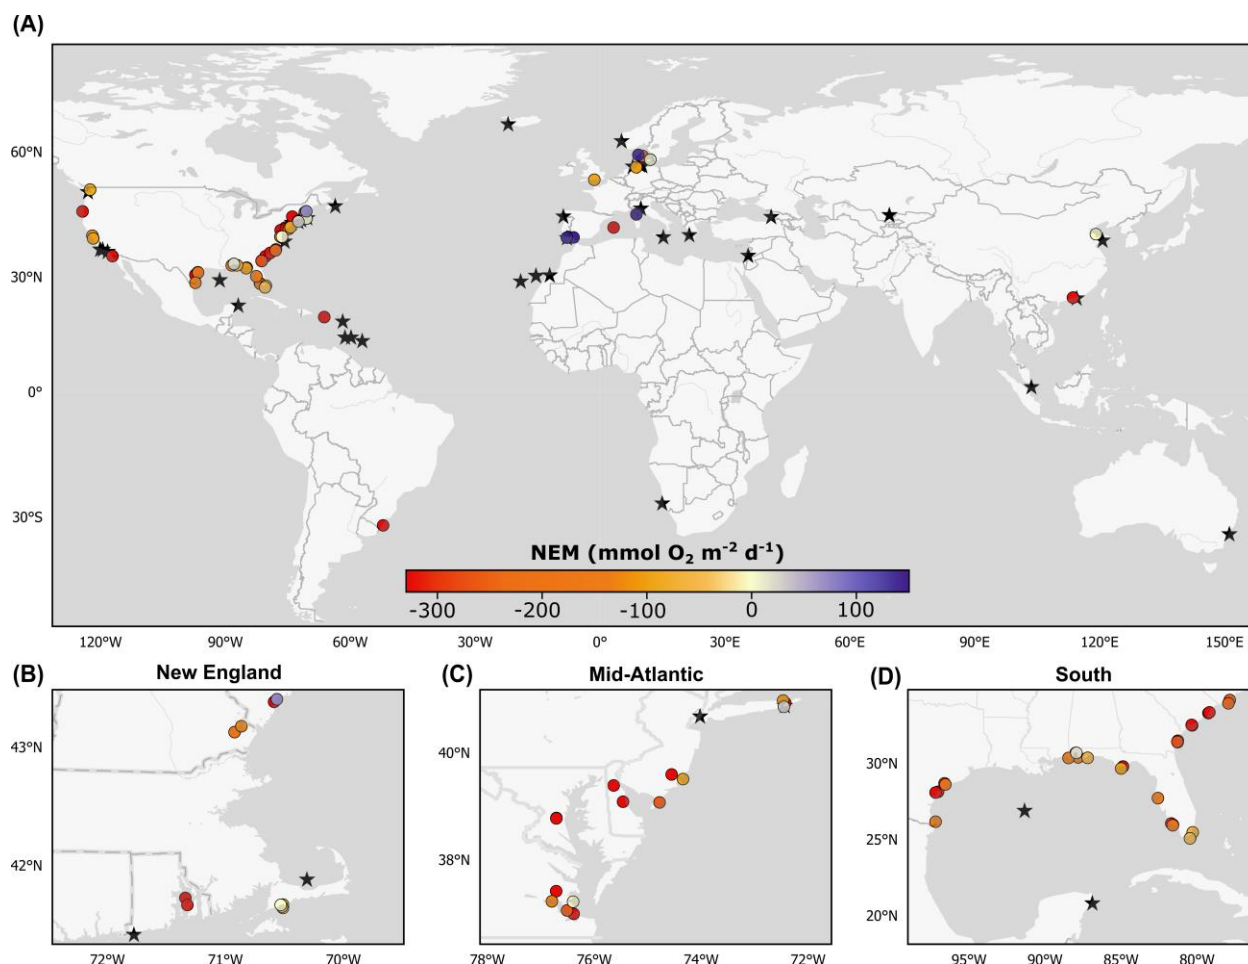 (A)
60°N
30°N
0°
30°S
NEM (mmol O₂ m⁻² d⁻¹)
-300 -200 -100 0 100
120°W 90°W 60°W 30°W 0° 30°E 60°E 90°E 120°E 150°E
(B) New England
43°N
42°N
72°W 71°W 70°W
(C) Mid-Atlantic
40°N
38°N
78°W 76°W 74°W 72°W
(D) South
30°N
25°N
20°N
95°W 90°W 85°W 80°W